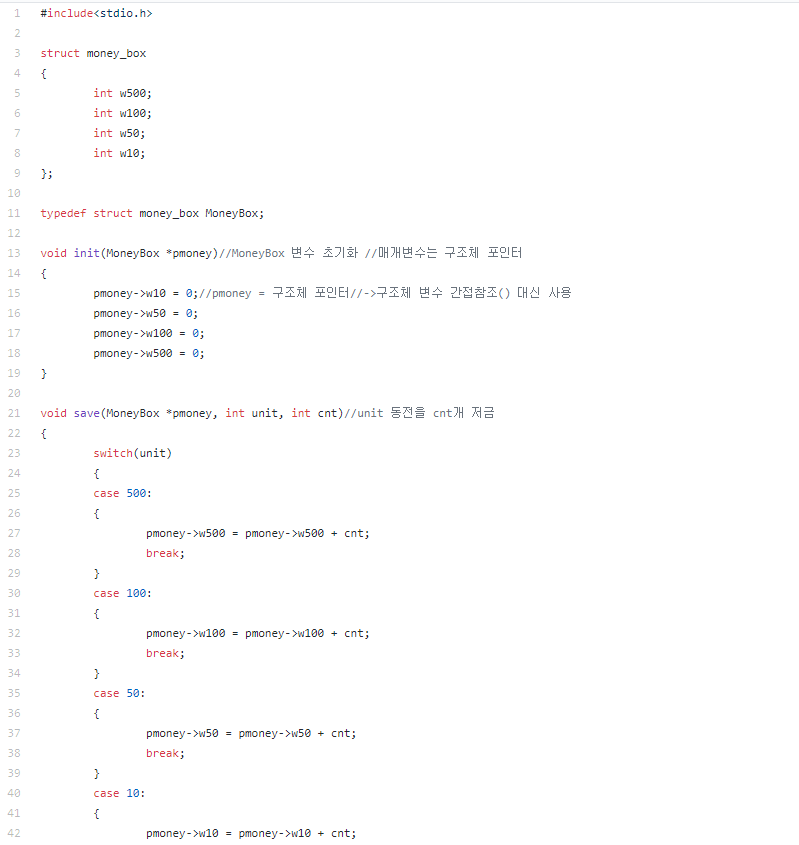 1 #include<stdio.h>
2
3 struct money_box
4 {
5 int w500;
6 int w100;
7 int w50;
8 int w10;
9 };
10
11 typedef struct money_box MoneyBox;
12
13 void init(MoneyBox *pmoney)//MoneyBox 변수 초기화 //매개변수는 구조체 포인터
14 {
15 pmoney->w10 = 0;//pmoney = 구조체 포인터//->구조체 변수 간접참조() 대신 사용
16 pmoney->w50 = 0;
17 pmoney->w100 = 0;
18 pmoney->w500 = 0;
19 }
20
21 void save(MoneyBox *pmoney, int unit, int cnt)//unit 동전을 cnt개 저금
22 {
23 switch(unit)
24 {
25 case 500:
26 {
27 pmoney->w500 = pmoney->w500 + cnt;
28 break;
29 }
30 case 100:
31 {
32 pmoney->w100 = pmoney->w100 + cnt;
33 break;
34 }
35 case 50:
36 {
37 pmoney->w50 = pmoney->w50 + cnt;
38 break;
39 }
40 case 10:
41 {
42 pmoney->w10 = pmoney->w10 + cnt;